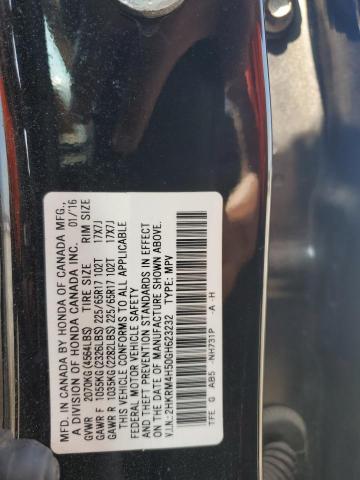 MFD. IN CANADA BY HONDA OF CANADA MFG.,
A DIVISION OF HONDA CANADA INC. 01/16
GVWR 2070KG(4564LBS) TIRE SIZE RIM SIZE
GAWR F 1055KG(2326LBS) 225/65R17 102T 17X7J
GAWR R 1035KG(2282LBS) 225/65R17 102T 17X7J
THIS VEHICLE CONFORMS TO ALL APPLICABLE
FEDERAL MOTOR VEHICLE SAFETY
AND THEFT PREVENTION STANDARDS IN EFFECT
ON THE DATE OF MANUFACTURE SHOWN ABOVE.
V.I.N.: 2HKRM4H50GH623232 TYPE: MPV
TFE G AB5 -NH731P -A -H